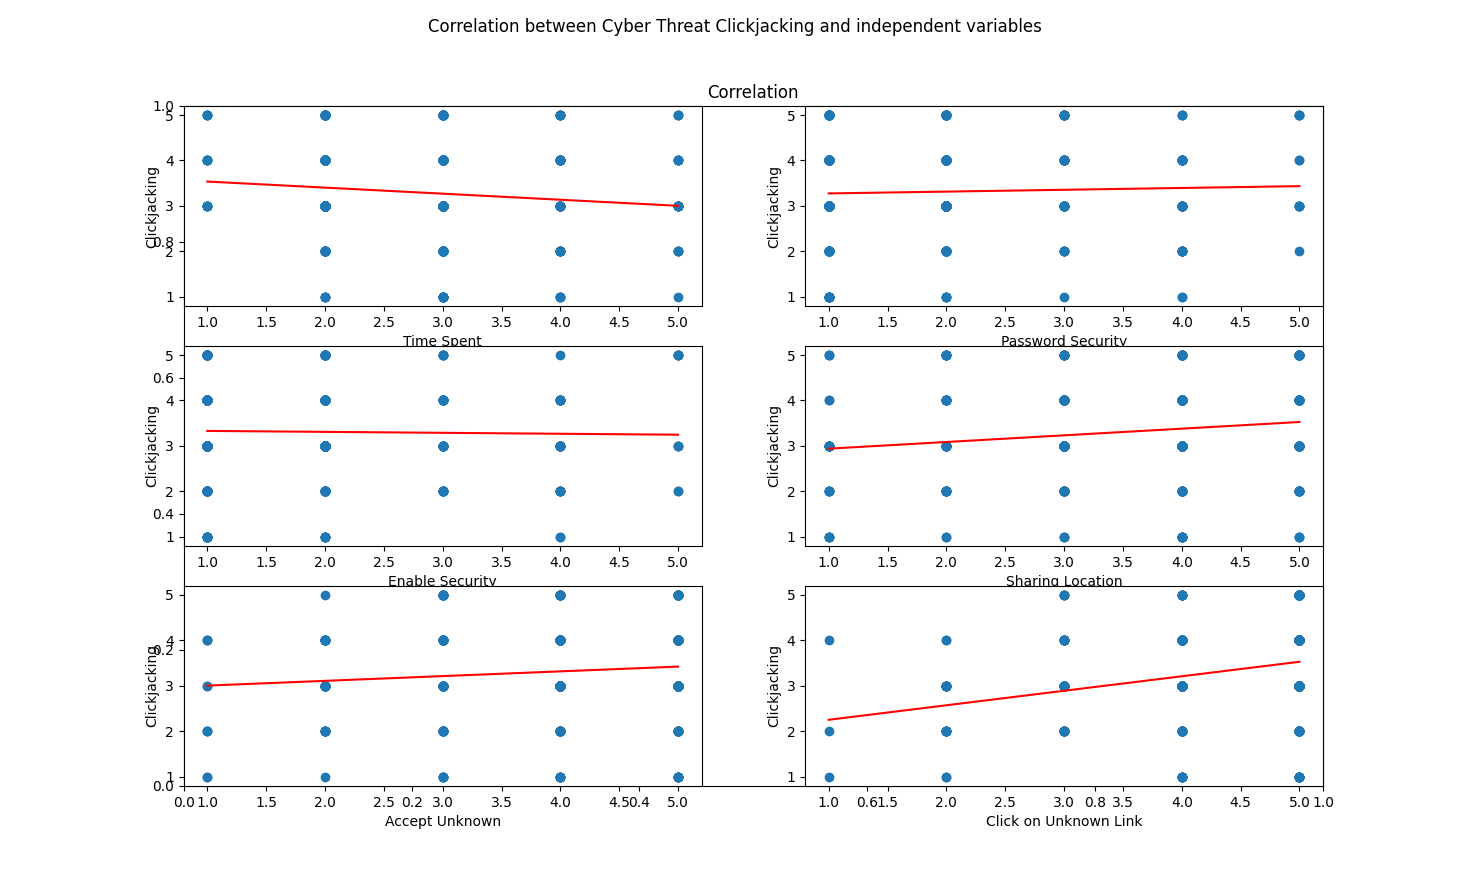 Correlation between Cyber Threat Clickjacking and independent variables
Correlation
1.0
0.8
0.6
0.4
0.2
0.0
0.0 0.2 0.4 0.6 0.8 1.0
Clickjacking
5
4
3
2
1
1.0 1.5 2.0 2.5 3.0 3.5 4.0 4.5 5.0
Time Spent
Clickjacking
5
4
3
2
1
1.0 1.5 2.0 2.5 3.0 3.5 4.0 4.5 5.0
Password Security
Clickjacking
5
4
3
2
1
1.0 1.5 2.0 2.5 3.0 3.5 4.0 4.5 5.0
Enable Security
Clickjacking
5
4
3
2
1
1.0 1.5 2.0 2.5 3.0 3.5 4.0 4.5 5.0
Sharing Location
Clickjacking
5
4
3
2
1
1.0 1.5 2.0 2.5 3.0 3.5 4.0 4.5 5.0
Accept Unknown
Clickjacking
5
4
3
2
1
1.0 1.5 2.0 2.5 3.0 3.5 4.0 4.5 5.0
Click on Unknown Link